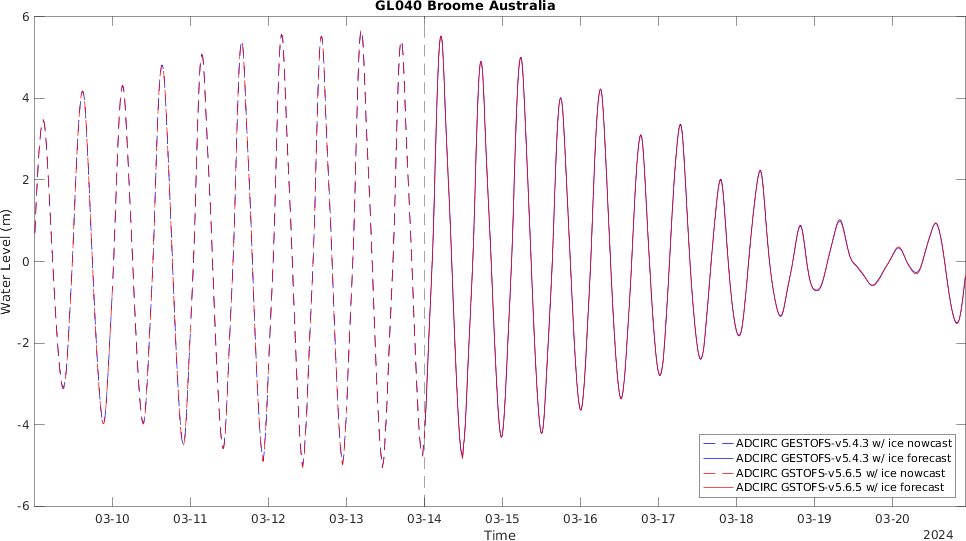 GL040 Broome Australia
6
4
2
0
-2
-4
-6
Water Level (m)
03-10
03-11
03-12
03-13
03-14
03-15
03-16
03-17
03-18
03-19
03-20
Time
2024
ADCIRC GESTOFS-v5.4.3 w/ ice nowcast
ADCIRC GESTOFS-v5.4.3 w/ ice forecast
ADCIRC GSTOFS-v5.6.5 w/ ice nowcast
ADCIRC GSTOFS-v5.6.5 w/ ice forecast